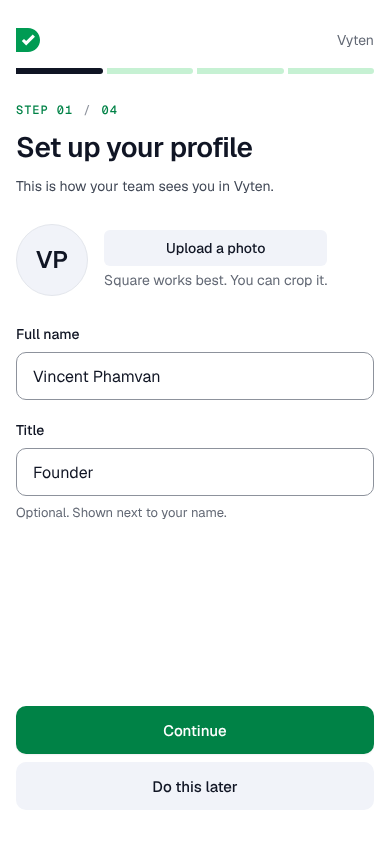 Vyten
STEP 01 / 04
Set up your profile
This is how your team sees you in Vyten.
VP
Upload a photo
Square works best. You can crop it.
Full name
Vincent Phamvan
Title
Founder
Optional. Shown next to your name.
Continue
Do this later